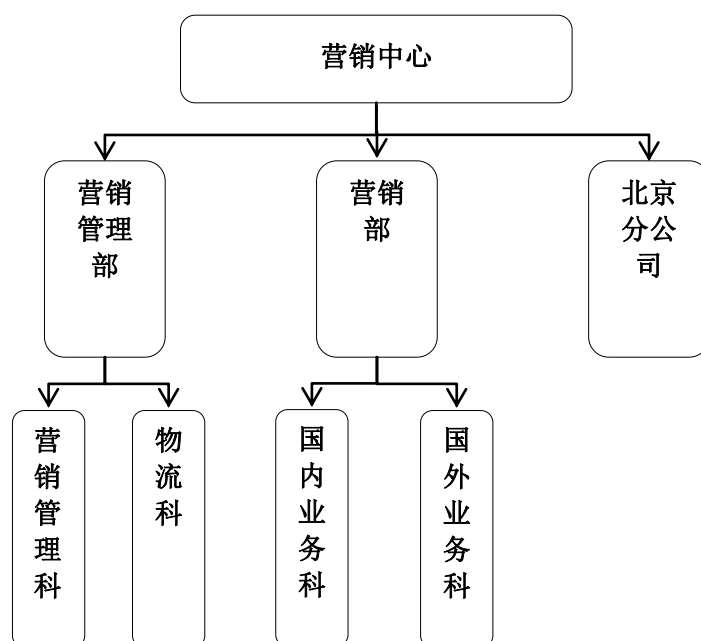 营销中心
营销
管理
部
营销
部
北京
分公
司
营
销
管
理
科
物
流
科
国
内
业
务
科
国
外
业
务
科